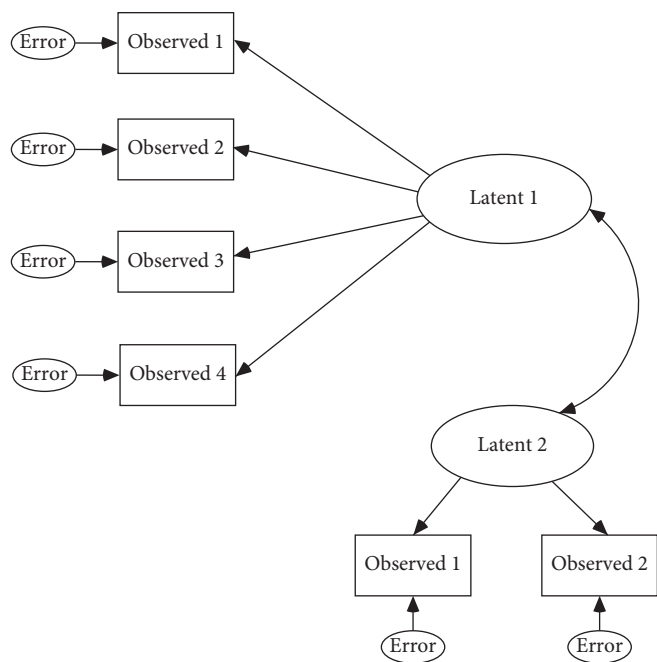 Error
Observed 1
Error
Observed 2
Latent 1
Error
Observed 3
Error
Observed 4
Latent 2
Observed 1
Observed 2
Error
Error